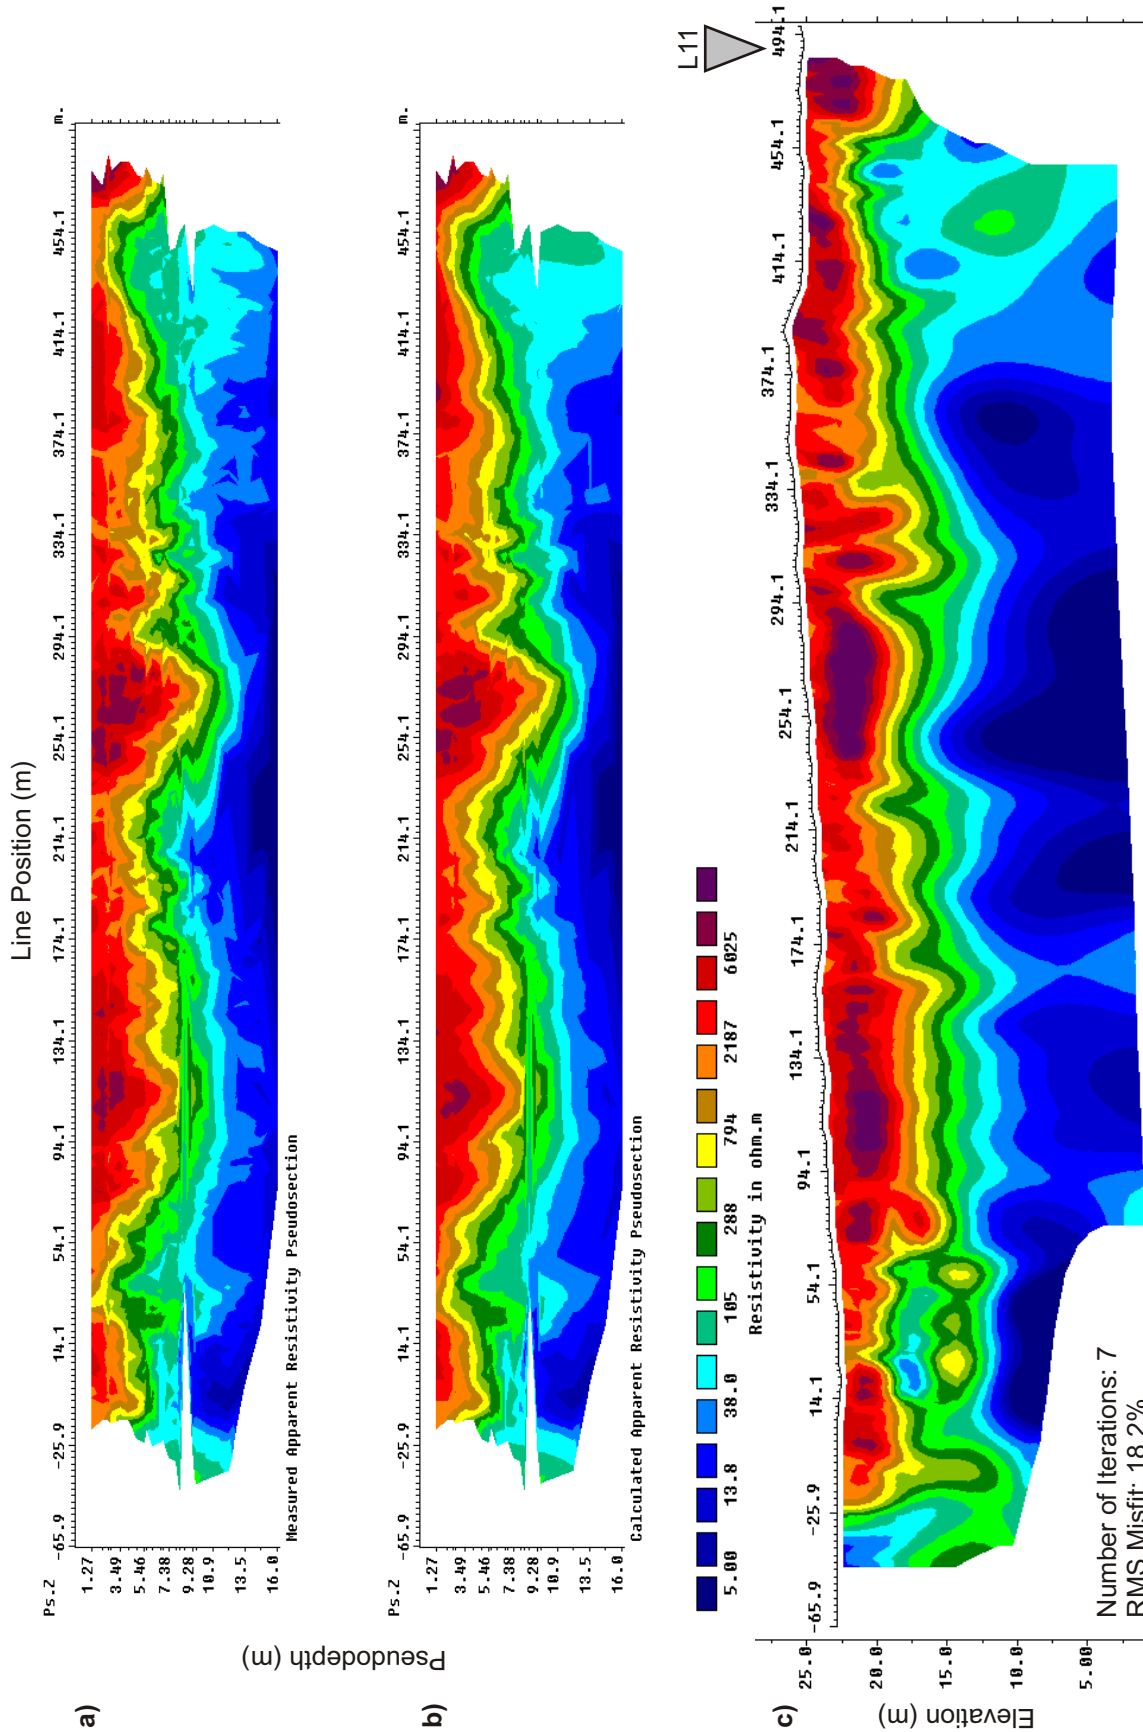 Line Position (m)
Ps.Z
-65.9 -25.9 14.1 54.1 94.1 134.1 174.1 214.1 254.1 294.1 334.1 374.1 414.1 454.1 m.
1.27
3.49
5.46
7.38
9.28
10.9
13.5
16.0
a)
Measured Apparent Resistivity Pseudosection
Pseudodepth (m)
Ps.Z
-65.9 -25.9 14.1 54.1 94.1 134.1 174.1 214.1 254.1 294.1 334.1 374.1 414.1 454.1 m.
1.27
3.49
5.46
7.38
9.28
10.9
13.5
16.0
b)
Calculated Apparent Resistivity Pseudosection
5.00 13.8 38.0 105 288 794 2187 6025
Resistivity in ohm.m
L11
-65.9 -25.9 14.1 54.1 94.1 134.1 174.1 214.1 254.1 294.1 334.1 374.1 414.1 454.1 494.1
25.0
20.0
15.0
10.0
5.00
Elevation (m)
c)
Number of Iterations: 7
RMS Misfit: 18.2%